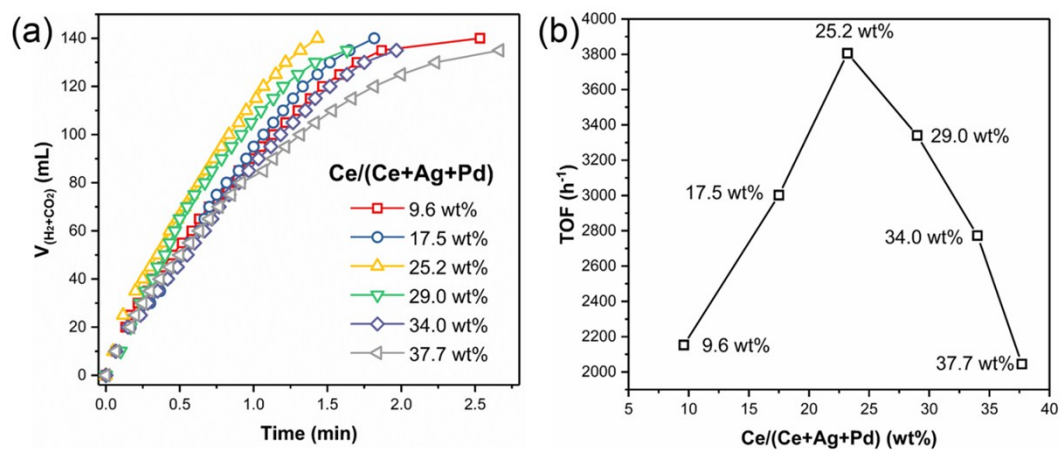 (a)
V(H₂+CO₂) (mL)
160
140
120
100
80
60
40
20
0
0.0 0.5 1.0 1.5 2.0 2.5
Time (min)
Ce/(Ce+Ag+Pd)
9.6 wt%
17.5 wt%
25.2 wt%
29.0 wt%
34.0 wt%
37.7 wt%
(b)
TOF (h⁻¹)
4000
3800
3600
3400
3200
3000
2800
2600
2400
2200
2000
5 10 15 20 25 30 35 40
Ce/(Ce+Ag+Pd) (wt%)
25.2 wt%
29.0 wt%
17.5 wt%
34.0 wt%
9.6 wt%
37.7 wt%